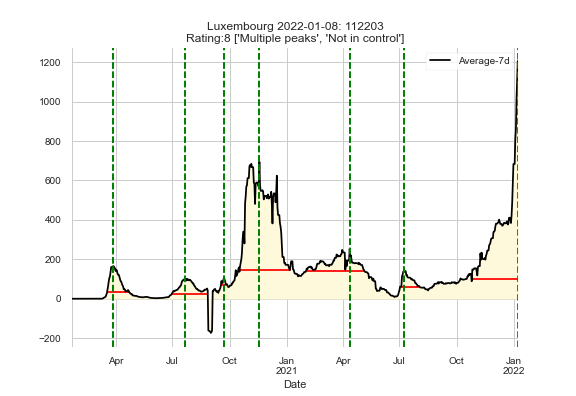 Luxembourg 2022-01-08: 112203
Rating:8 ['Multiple peaks', 'Not in control']
Average-7d
1200
1000
800
600
400
200
0
−200
Apr Jul Oct Jan Apr Jul Oct Jan
2021 2022
Date